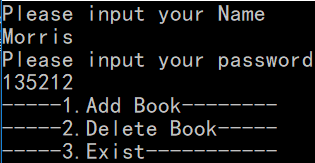 Please input your Name
Morris
Please input your password
135212
-----1.Add Book---------
-----2.Delete Book------
-----3.Exist-----------